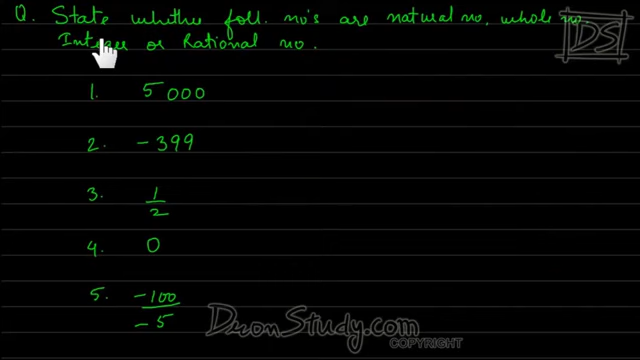 Q. State whithe foll. no's are natural no, whole no
Integer or Rational no.
1. 5000
2. -399
3. 1/2
4. 0
5. -100/-5
DS
DronStudy.com
COPYRIGHT